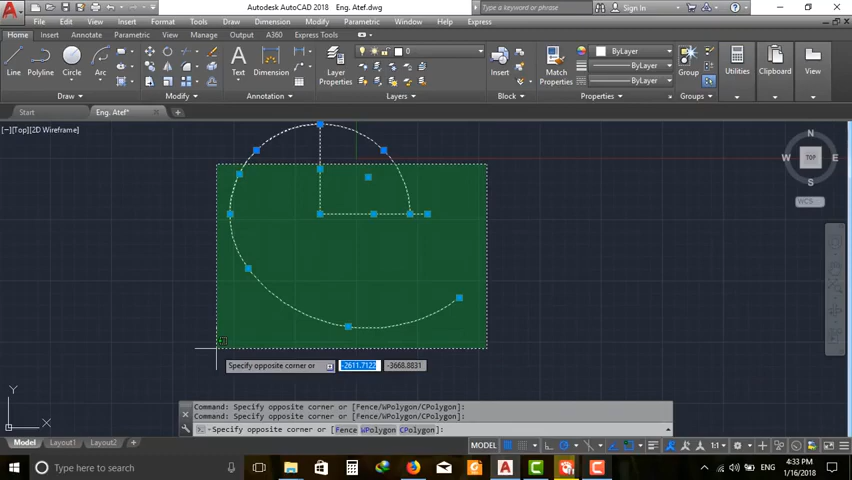 Autodesk AutoCAD 2018   Eng. Atef.dwg
Type a keyword or phrase
Sign In
File Edit View Insert Format Tools Draw Dimension Modify Parametric Window Help Express
Home Insert Annotate Parametric View Manage Output A360 Express Tools
0
ByLayer
ByLayer
ByLayer
Line Polyline Circle Arc
Text Dimension
Layer Properties
Insert
Match Properties
Group Utilities Clipboard View
Draw Modify Annotation Layers Block Properties Groups
Start Eng. Atef*
[−][Top][2D Wireframe]
N
W TOP E
S
WCS
Specify opposite corner or -2611.7122 -3668.8831
Y
X
Command: Specify opposite corner or [Fence/WPolygon/CPolygon]:
Command: Specify opposite corner or [Fence/WPolygon/CPolygon]:
Specify opposite corner or [Fence WPolygon CPolygon]:
Model Layout1 Layout2 +
MODEL 1:1
ENG
4:33 PM
1/16/2018